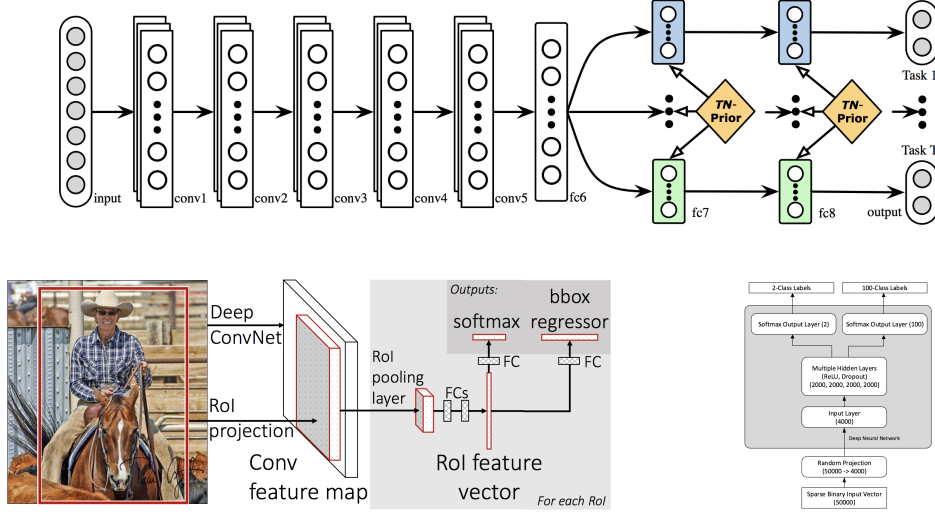 Task 1
TN-
Prior
TN-
Prior
Task T
input
conv1
conv2
conv3
conv4
conv5
fc6
fc7
fc8
output
Deep
ConvNet
RoI
projection
Conv
feature map
RoI
pooling
layer
FCs
Outputs:
softmax
bbox
regressor
FC
FC
RoI feature
vector
For each RoI
2-Class Labels
100-Class Labels
Softmax Output Layer (2)
Softmax Output Layer (100)
Multiple Hidden Layers
(ReLU, Dropout)
(2000, 2000, 2000, 2000)
Input Layer
(4000)
Deep Neural Network
Random Projection
(50000 -> 4000)
Sparse Binary Input Vector
(50000)